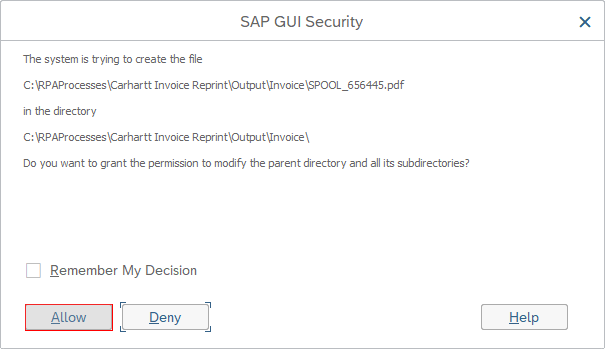 SAP GUI Security
The system is trying to create the file
C:\RPAProcesses\Carhartt Invoice Reprint\Output\Invoice\SPOOL_656445.pdf
in the directory
C:\RPAProcesses\Carhartt Invoice Reprint\Output\Invoice\
Do you want to grant the permission to modify the parent directory and all its subdirectories?
Remember My Decision
Allow Deny Help